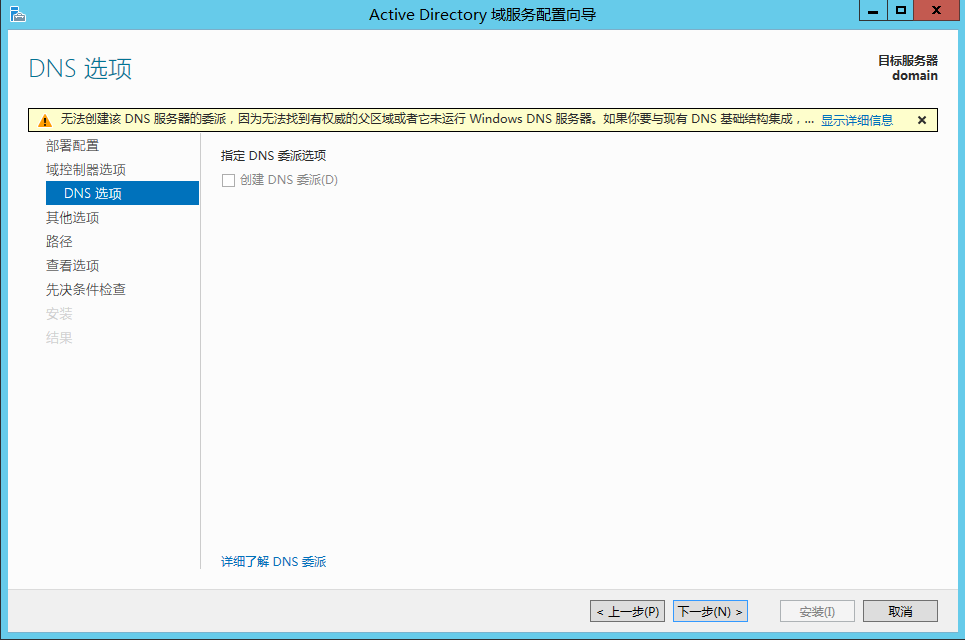 Active Directory 域服务配置向导
DNS 选项
目标服务器
domain
无法创建该 DNS 服务器的委派，因为无法找到有权威的父区域或者它未运行 Windows DNS 服务器。如果你要与现有 DNS 基础结构集成，... 显示详细信息
部署配置
域控制器选项
DNS 选项
其他选项
路径
查看选项
先决条件检查
安装
结果
指定 DNS 委派选项
创建 DNS 委派(D)
详细了解 DNS 委派
< 上一步(P) 下一步(N) > 安装(I) 取消